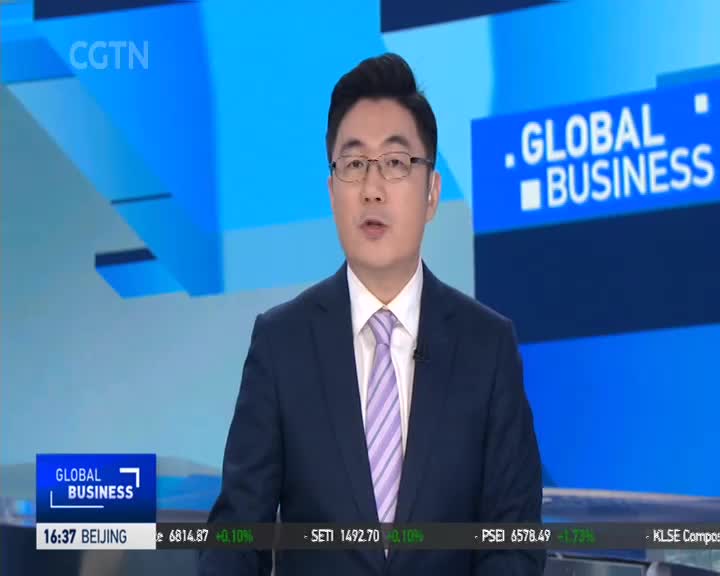 CGTN
GLOBAL
BUSINESS
GLOBAL
BUSINESS
16:37 BEIJING
6814.87 +0.10% - SETI 1492.70 +0.10% - PSEI 6578.49 -1.73% - KLSE Compos